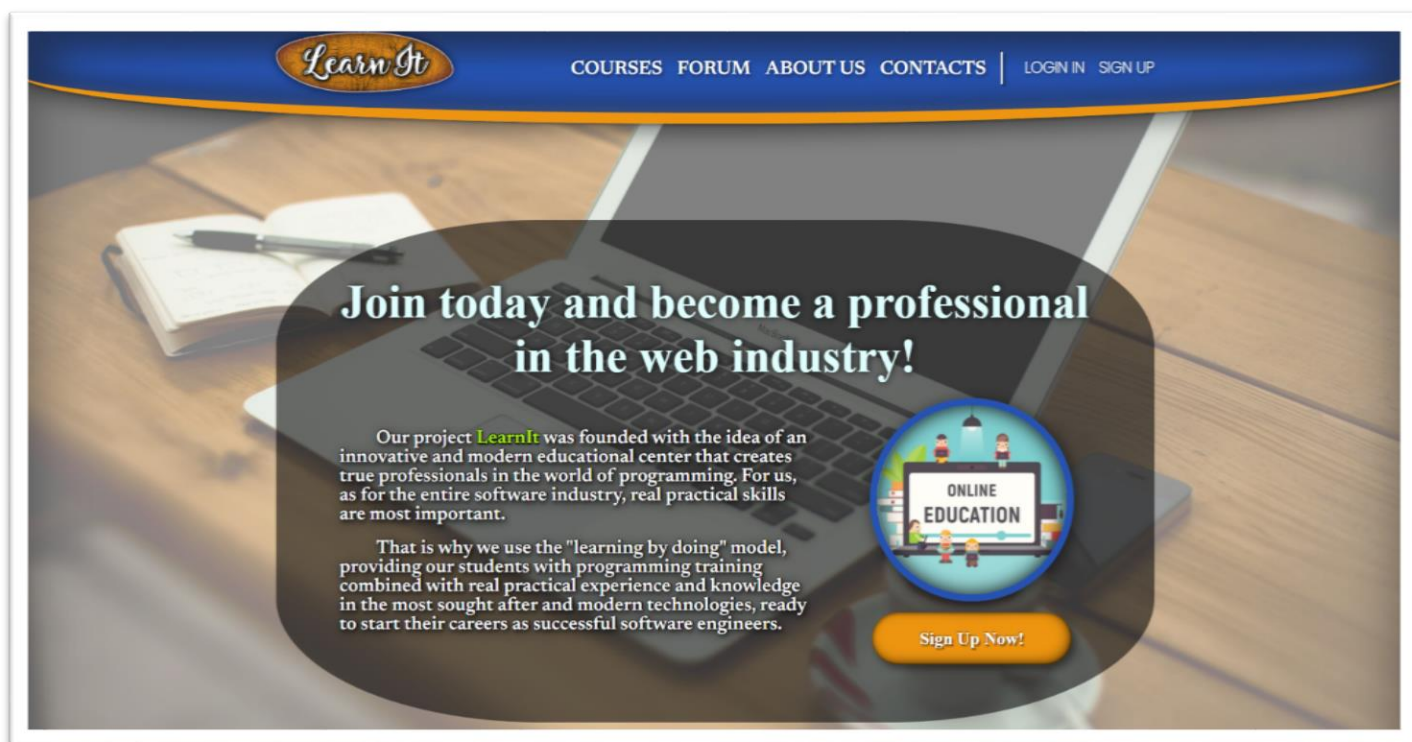 Learn It
COURSES FORUM ABOUT US CONTACTS LOGIN IN SIGN UP
Join today and become a professional
in the web industry!
Our project LearnIt was founded with the idea of an
innovative and modern educational center that creates
true professionals in the world of programming. For us,
as for the entire software industry, real practical skills
are most important.
That is why we use the "learning by doing" model,
providing our students with programming training
combined with real practical experience and knowledge
in the most sought after and modern technologies, ready
to start their careers as successful software engineers.
ONLINE
EDUCATION
Sign Up Now!